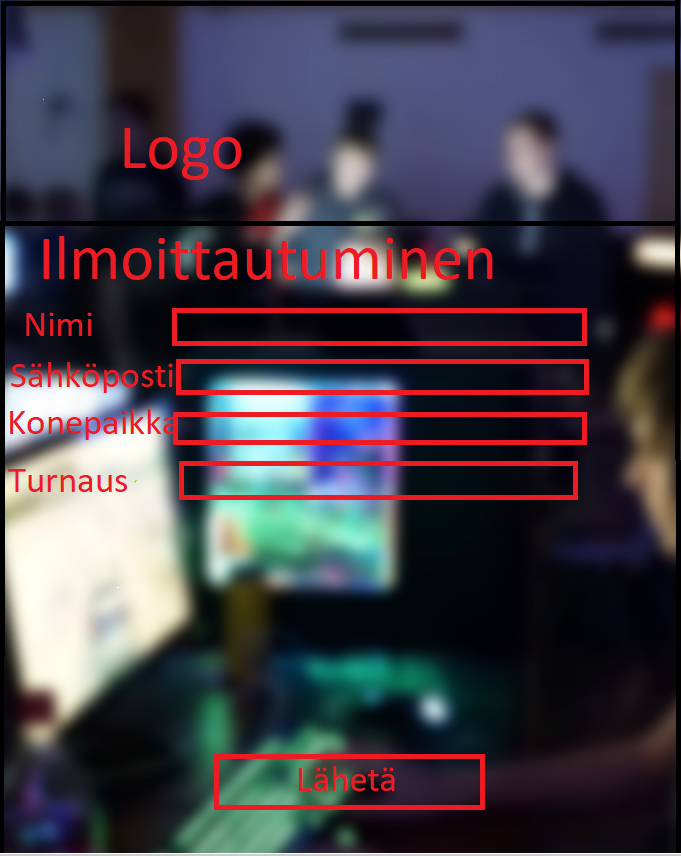 Logo
Ilmoittautuminen
Nimi
Sähköposti
Konepaikka
Turnaus
Lähetä